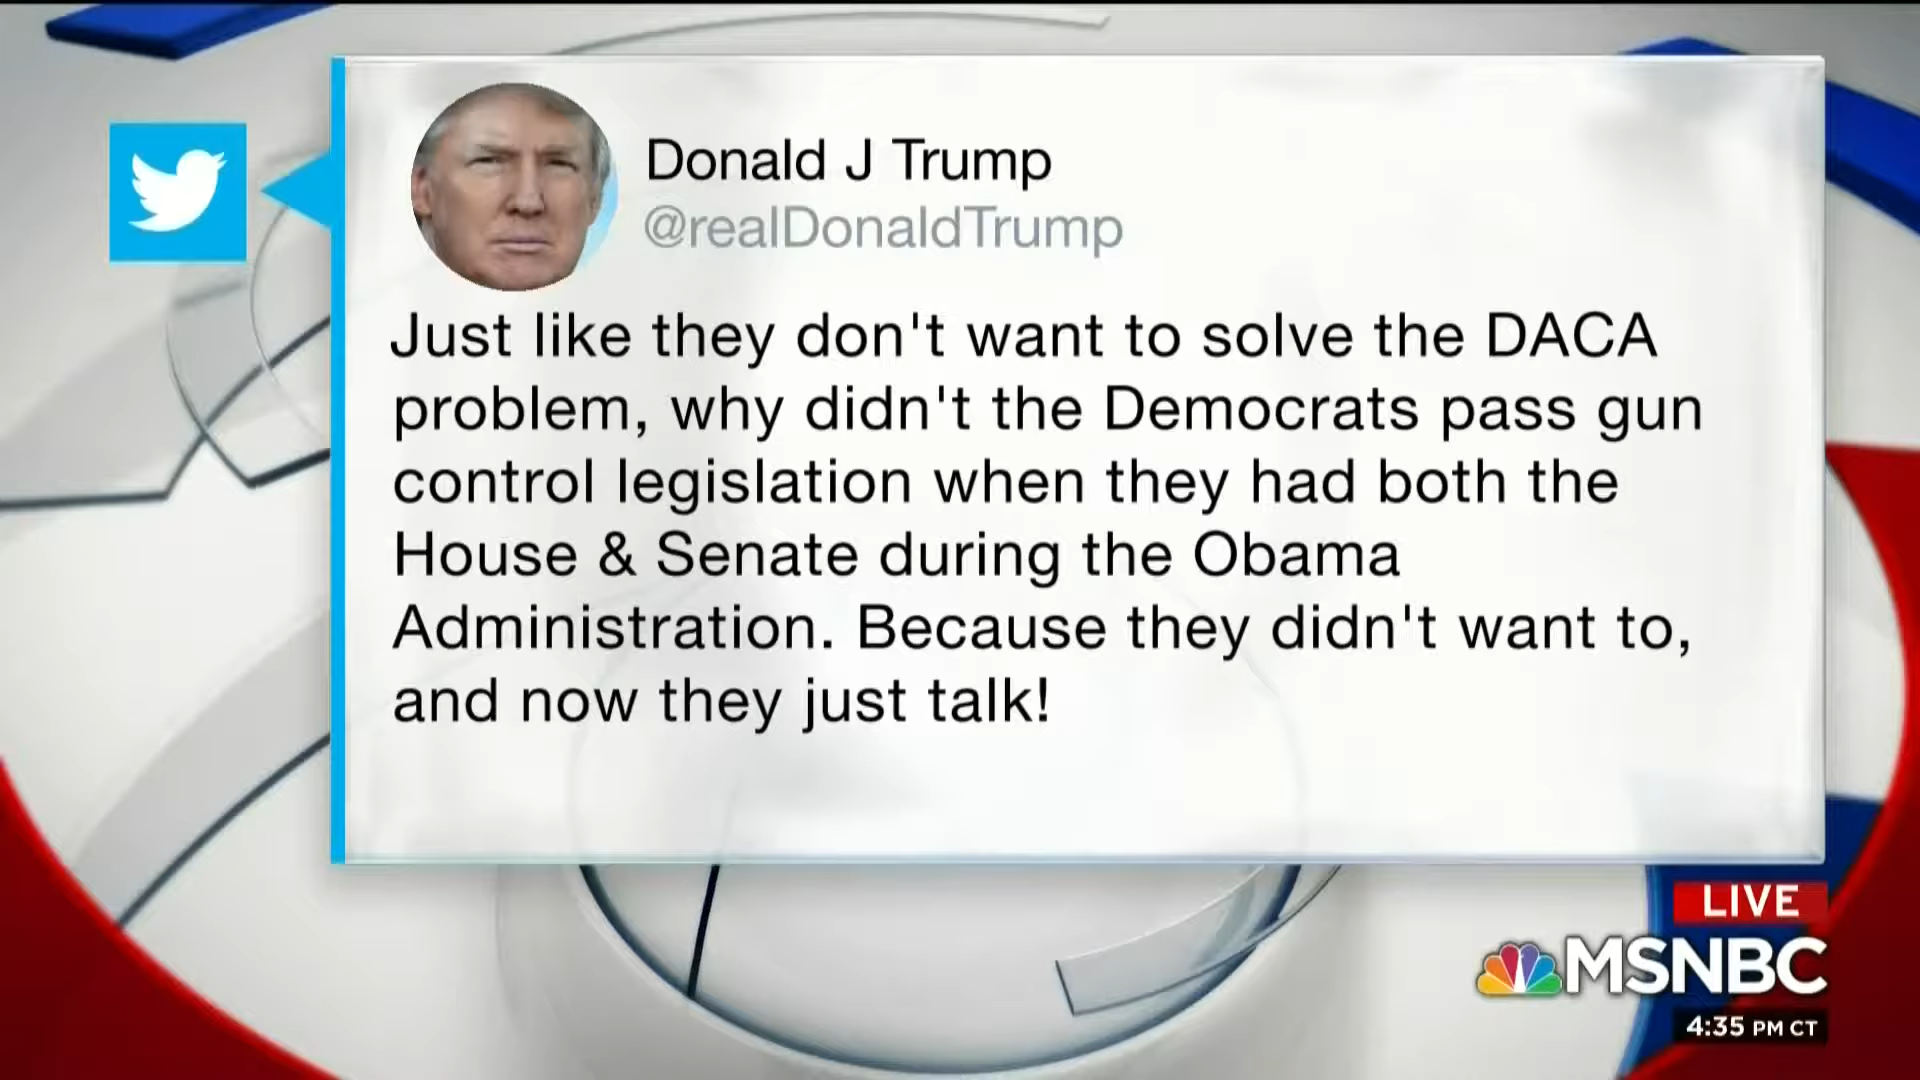 Donald J Trump
@realDonaldTrump
Just like they don't want to solve the DACA
problem, why didn't the Democrats pass gun
control legislation when they had both the
House & Senate during the Obama
Administration. Because they didn't want to,
and now they just talk!
LIVE
MSNBC
4:35 PM CT